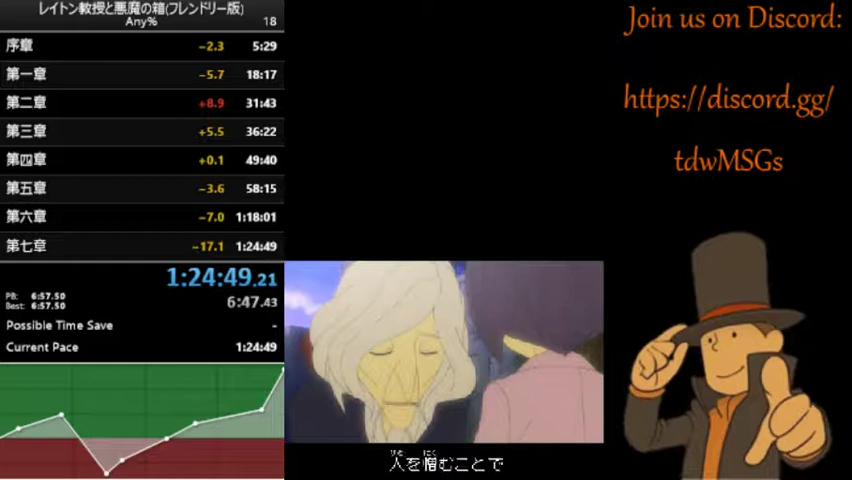 レイトン教授と悪魔の箱(フレンドリー版)
Any%
18
序章 −2.3 5:29
第一章 −5.7 18:17
第二章 +8.9 31:43
第三章 +5.5 36:22
第四章 +0.1 49:40
第五章 −3.6 58:15
第六章 −7.0 1:18:01
第七章 −17.1 1:24:49
1:24:49.21
PB: 6:57.50
Best: 6:57.50
6:47.43
Possible Time Save -
Current Pace 1:24:49
Join us on Discord:
https://discord.gg/
tdwMSGs
ひと にく
人を憎むことで